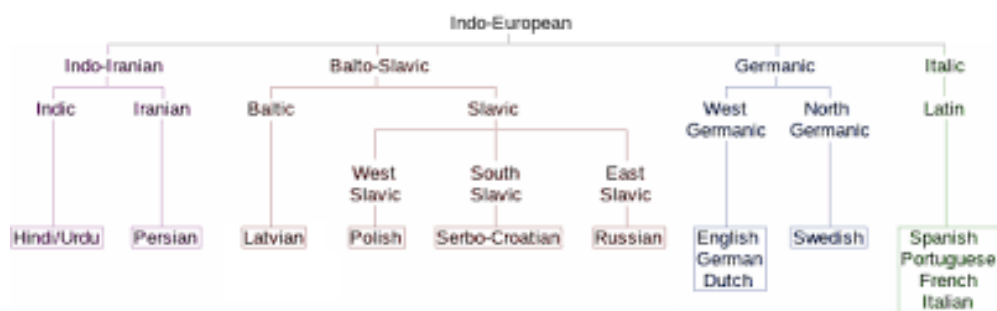 Indo-European
Indo-Iranian Balto-Slavic Germanic Italic
Indic Iranian Baltic Slavic West Germanic North Germanic Latin
West Slavic South Slavic East Slavic
Hindi/Urdu Persian Latvian Polish Serbo-Croatian Russian English Swedish Spanish
German Portuguese
Dutch French
Italian